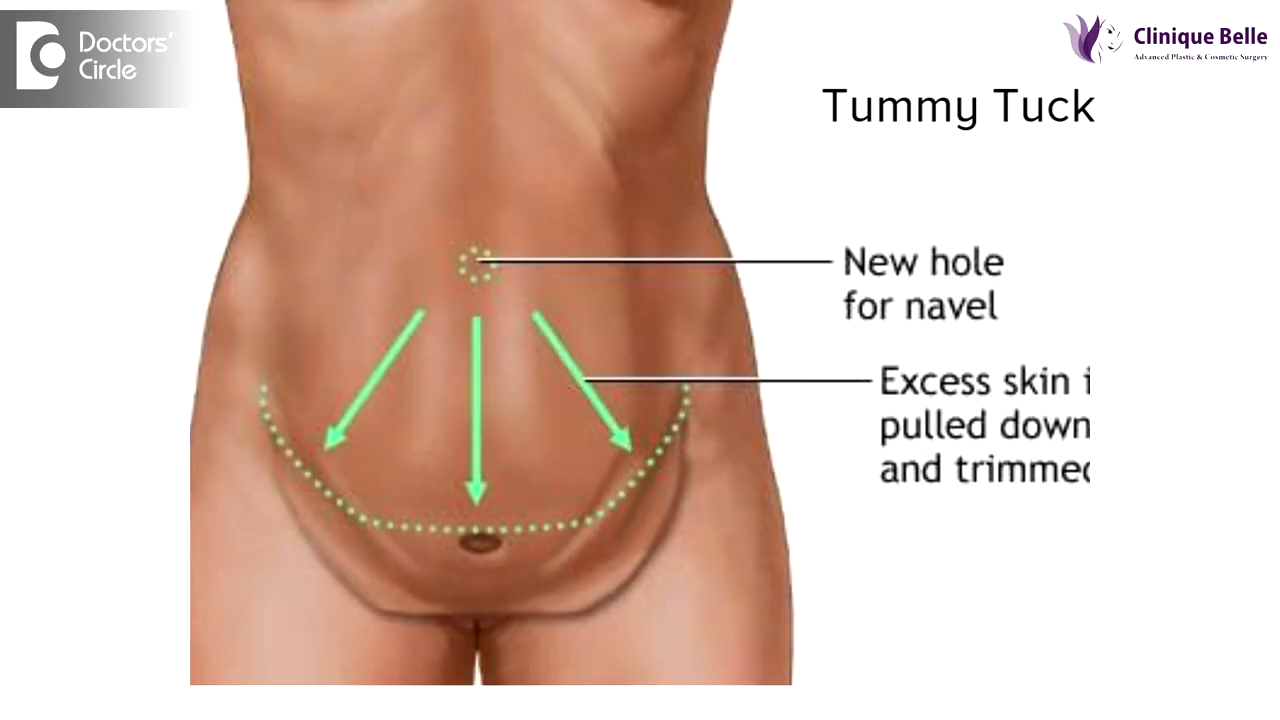 Doctors'
Circle
Clinique Belle
Advanced Plastic & Cosmetic Surgery
Tummy Tuck
New hole
for navel
Excess skin i
pulled down
and trimmed